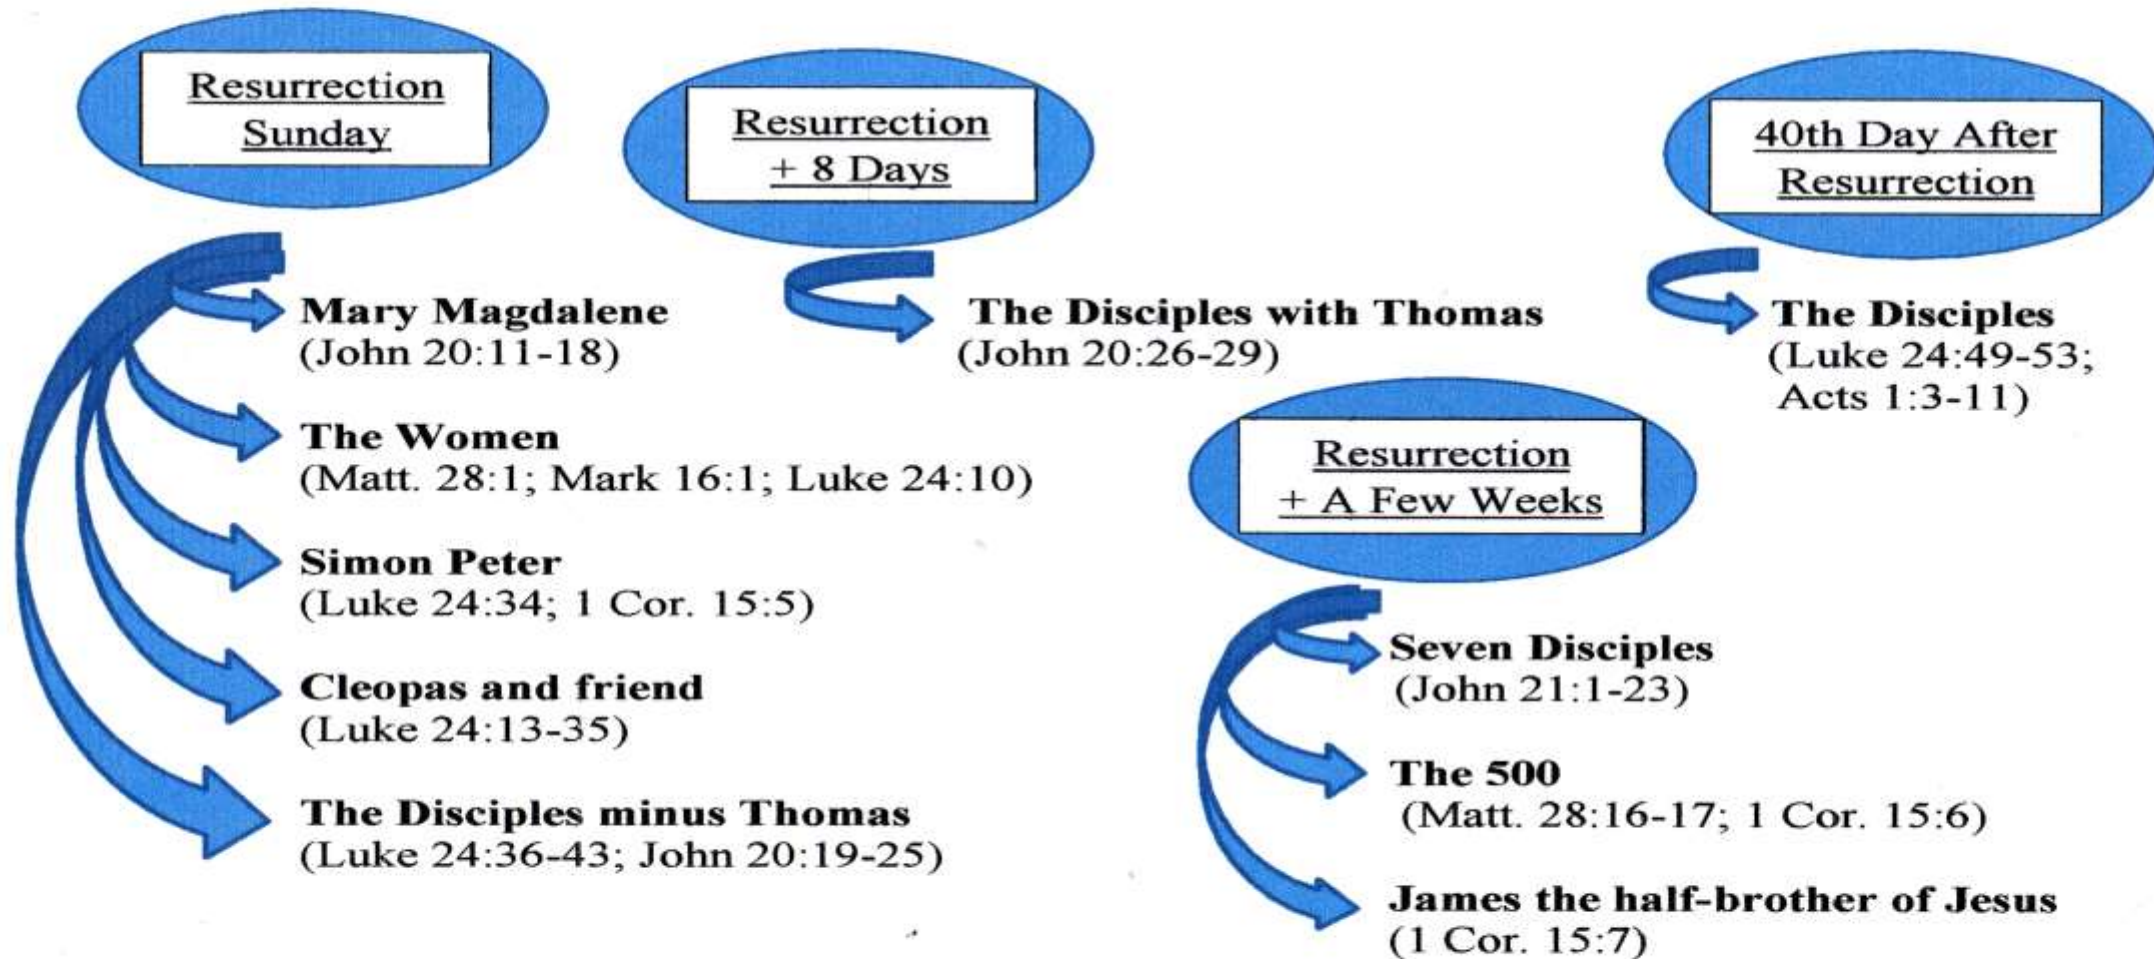 Resurrection
Sunday
Mary Magdalene
(John 20:11-18)
The Women
(Matt. 28:1; Mark 16:1; Luke 24:10)
Simon Peter
(Luke 24:34; 1 Cor. 15:5)
Cleopas and friend
(Luke 24:13-35)
The Disciples minus Thomas
(Luke 24:36-43; John 20:19-25)
Resurrection
+ 8 Days
The Disciples with Thomas
(John 20:26-29)
Resurrection
+ A Few Weeks
Seven Disciples
(John 21:1-23)
The 500
(Matt. 28:16-17; 1 Cor. 15:6)
James the half-brother of Jesus
(1 Cor. 15:7)
40th Day After
Resurrection
The Disciples
(Luke 24:49-53;
Acts 1:3-11)